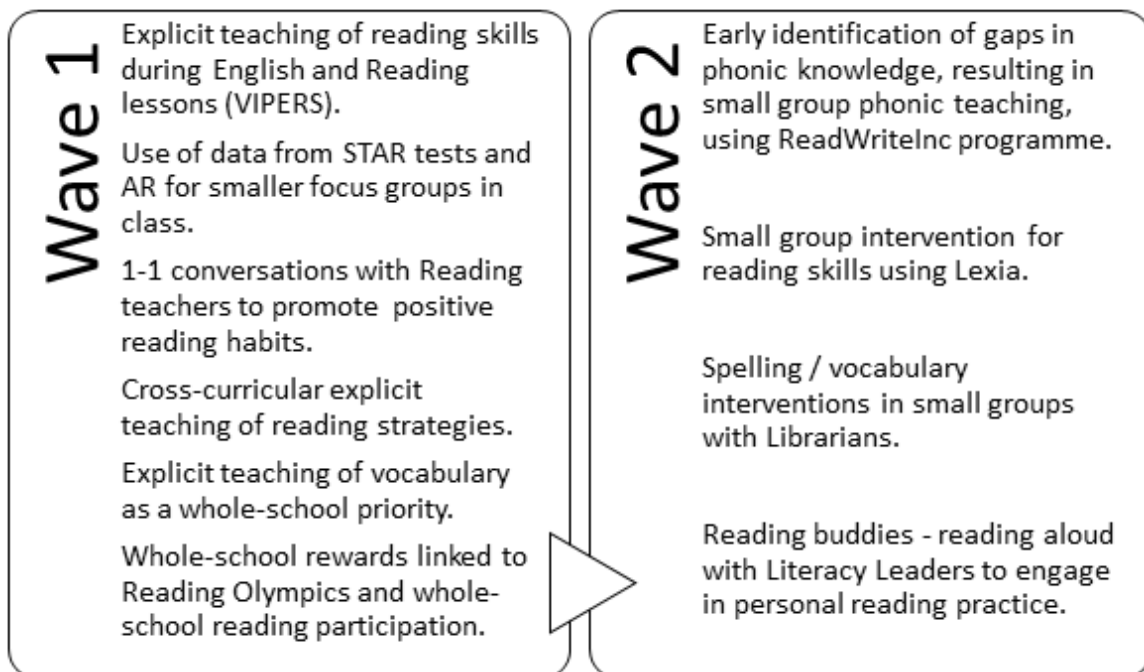 Wave 1
Explicit teaching of reading skills
during English and Reading
lessons (VIPERS).
Use of data from STAR tests and
AR for smaller focus groups in
class.
1-1 conversations with Reading
teachers to promote positive
reading habits.
Cross-curricular explicit
teaching of reading strategies.
Explicit teaching of vocabulary
as a whole-school priority.
Whole-school rewards linked to
Reading Olympics and whole-
school reading participation.
Wave 2
Early identification of gaps in
phonic knowledge, resulting in
small group phonic teaching,
using ReadWriteInc programme.
Small group intervention for
reading skills using Lexia.
Spelling / vocabulary
interventions in small groups
with Librarians.
Reading buddies - reading aloud
with Literacy Leaders to engage
in personal reading practice.